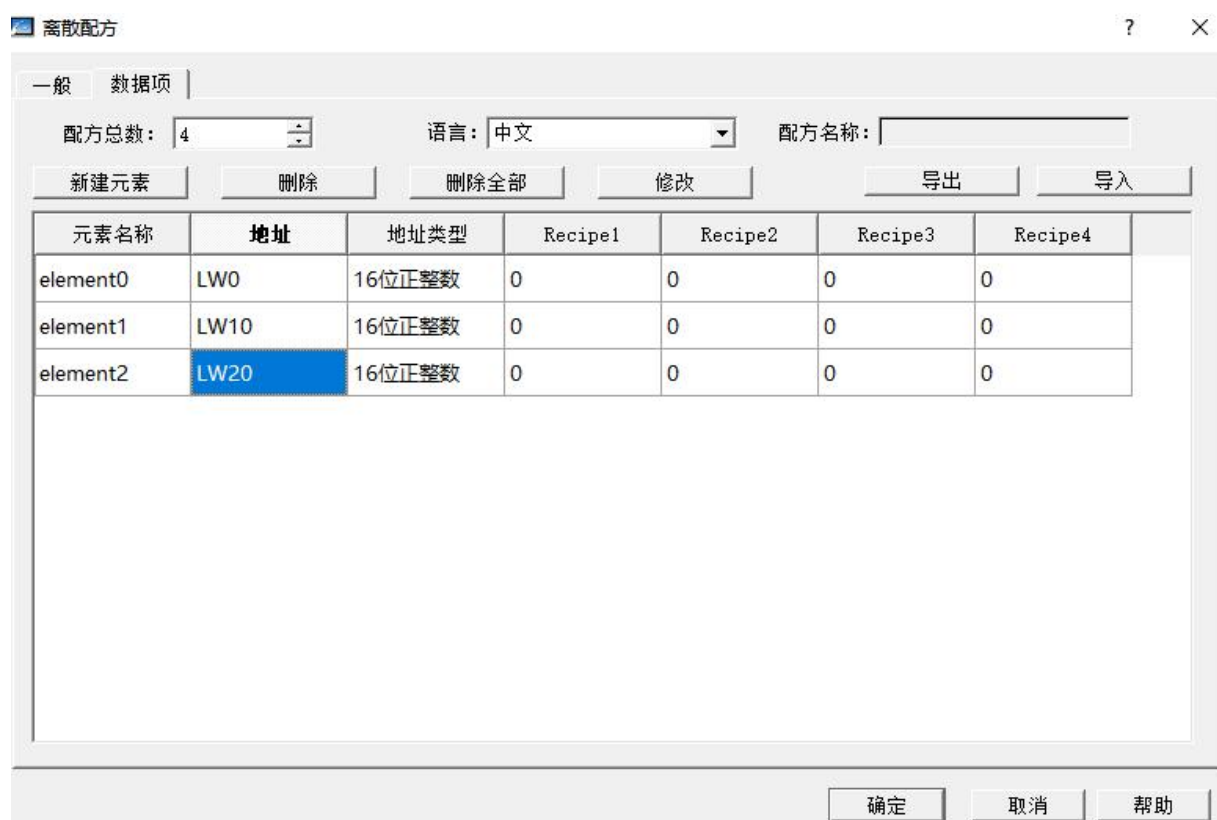 离散配方 ? ×
一般 数据项
配方总数: 4 语言: 中文 配方名称:
新建元素 删除 删除全部 修改 导出 导入
元素名称 地址 地址类型 Recipe1 Recipe2 Recipe3 Recipe4
element0 LW0 16位正整数 0 0 0 0
element1 LW10 16位正整数 0 0 0 0
element2 LW20 16位正整数 0 0 0 0
确定 取消 帮助